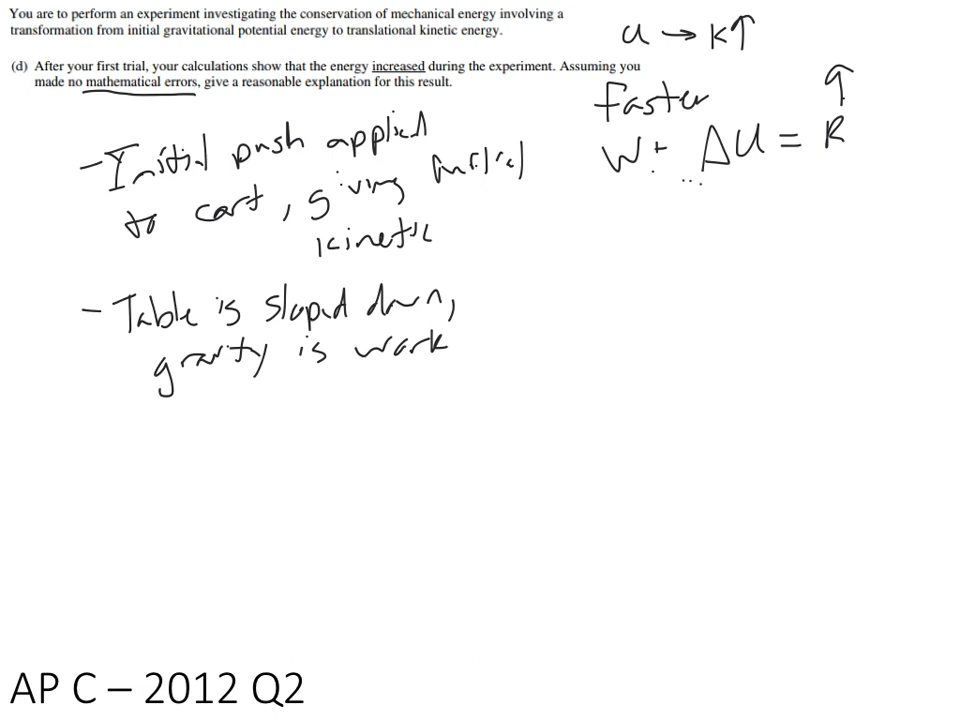 You are to perform an experiment investigating the conservation of mechanical energy involving a
transformation from initial gravitational potential energy to translational kinetic energy.
(d) After your first trial, your calculations show that the energy increased during the experiment. Assuming you
made no mathematical errors, give a reasonable explanation for this result.
u → k↑
faster ↑
W + ΔU = K
- Initial push applied
to cart, giving initial
kinetic
- Table is sloped down,
gravity is work
AP C – 2012 Q2